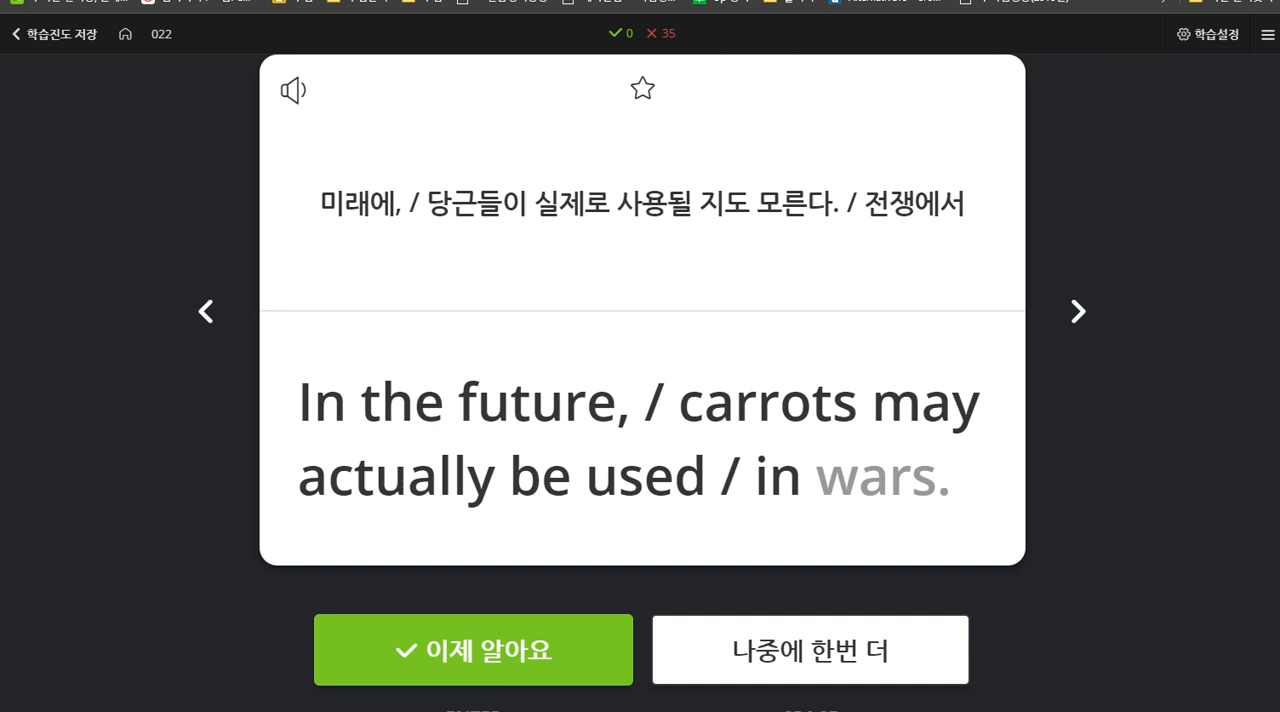 학습진도 저장
022
0
35
학습설정
미래에, / 당근들이 실제로 사용될 지도 모른다. / 전쟁에서
In the future, / carrots may
actually be used / in wars.
이제 알아요
나중에 한번 더